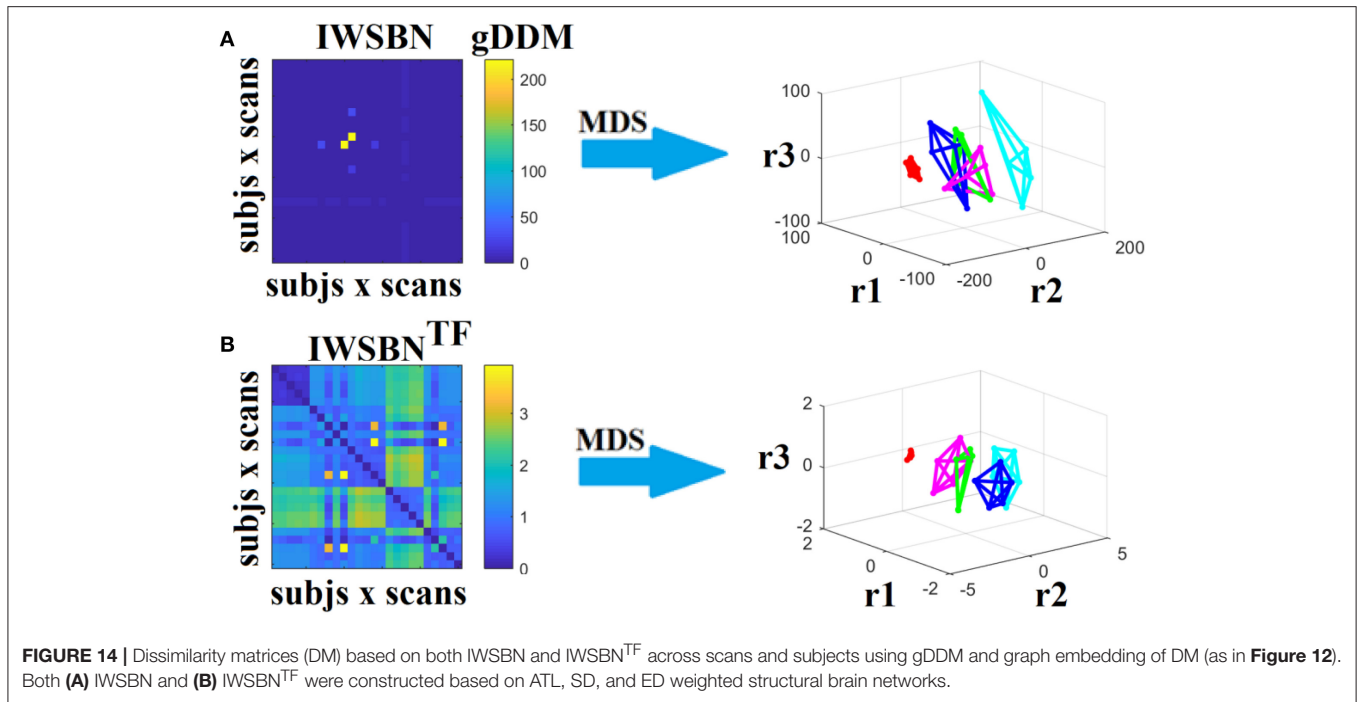 A
IWSBN gDDM
subjs x scans
200
150
100
50
0
subjs x scans
MDS
100
r3 0
-100
100
0
r1 -100
-200
0
r2
200
B
IWSBN^TF
subjs x scans
3
2
1
0
subjs x scans
MDS
2
r3 0
-2
2
0
r1 -2
-5
0
r2
5
FIGURE 14 | Dissimilarity matrices (DM) based on both IWSBN and IWSBN^TF across scans and subjects using gDDM and graph embedding of DM (as in Figure 12).
Both (A) IWSBN and (B) IWSBN^TF were constructed based on ATL, SD, and ED weighted structural brain networks.